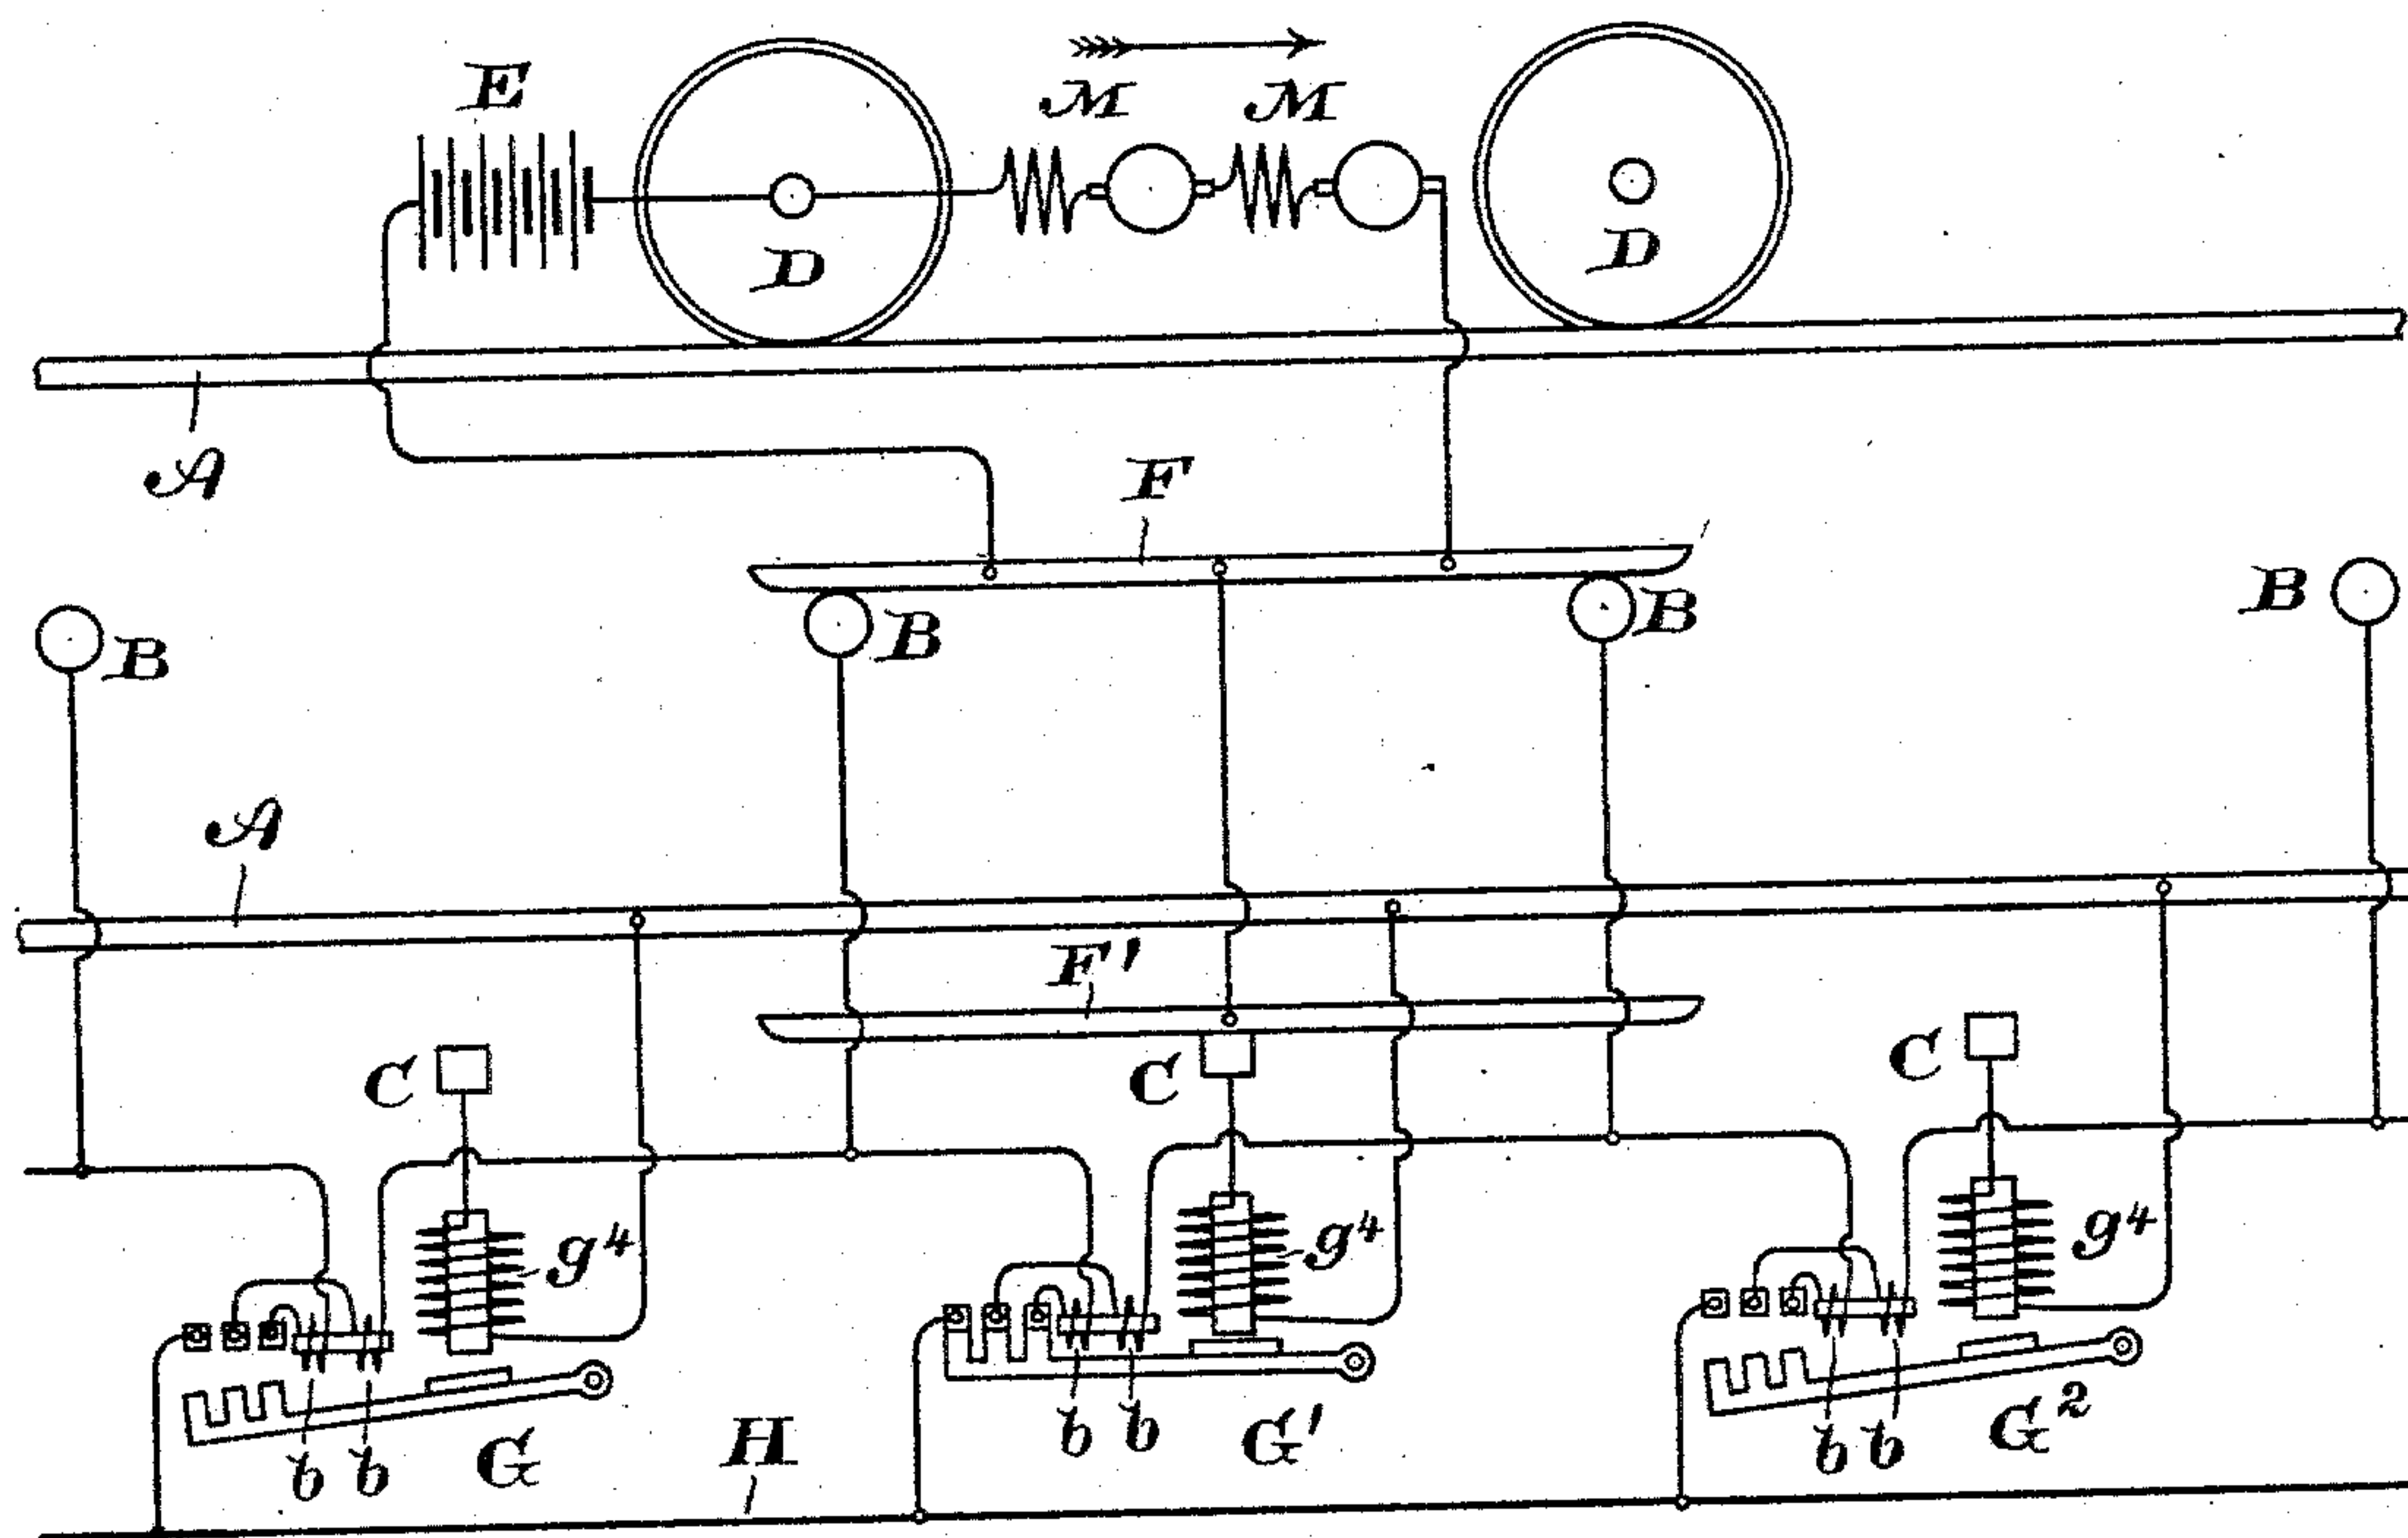 E M M
D D
A
F
B B B B
A
F'
C C C
g⁴ g⁴ g⁴
b b G H b b G' b b G²